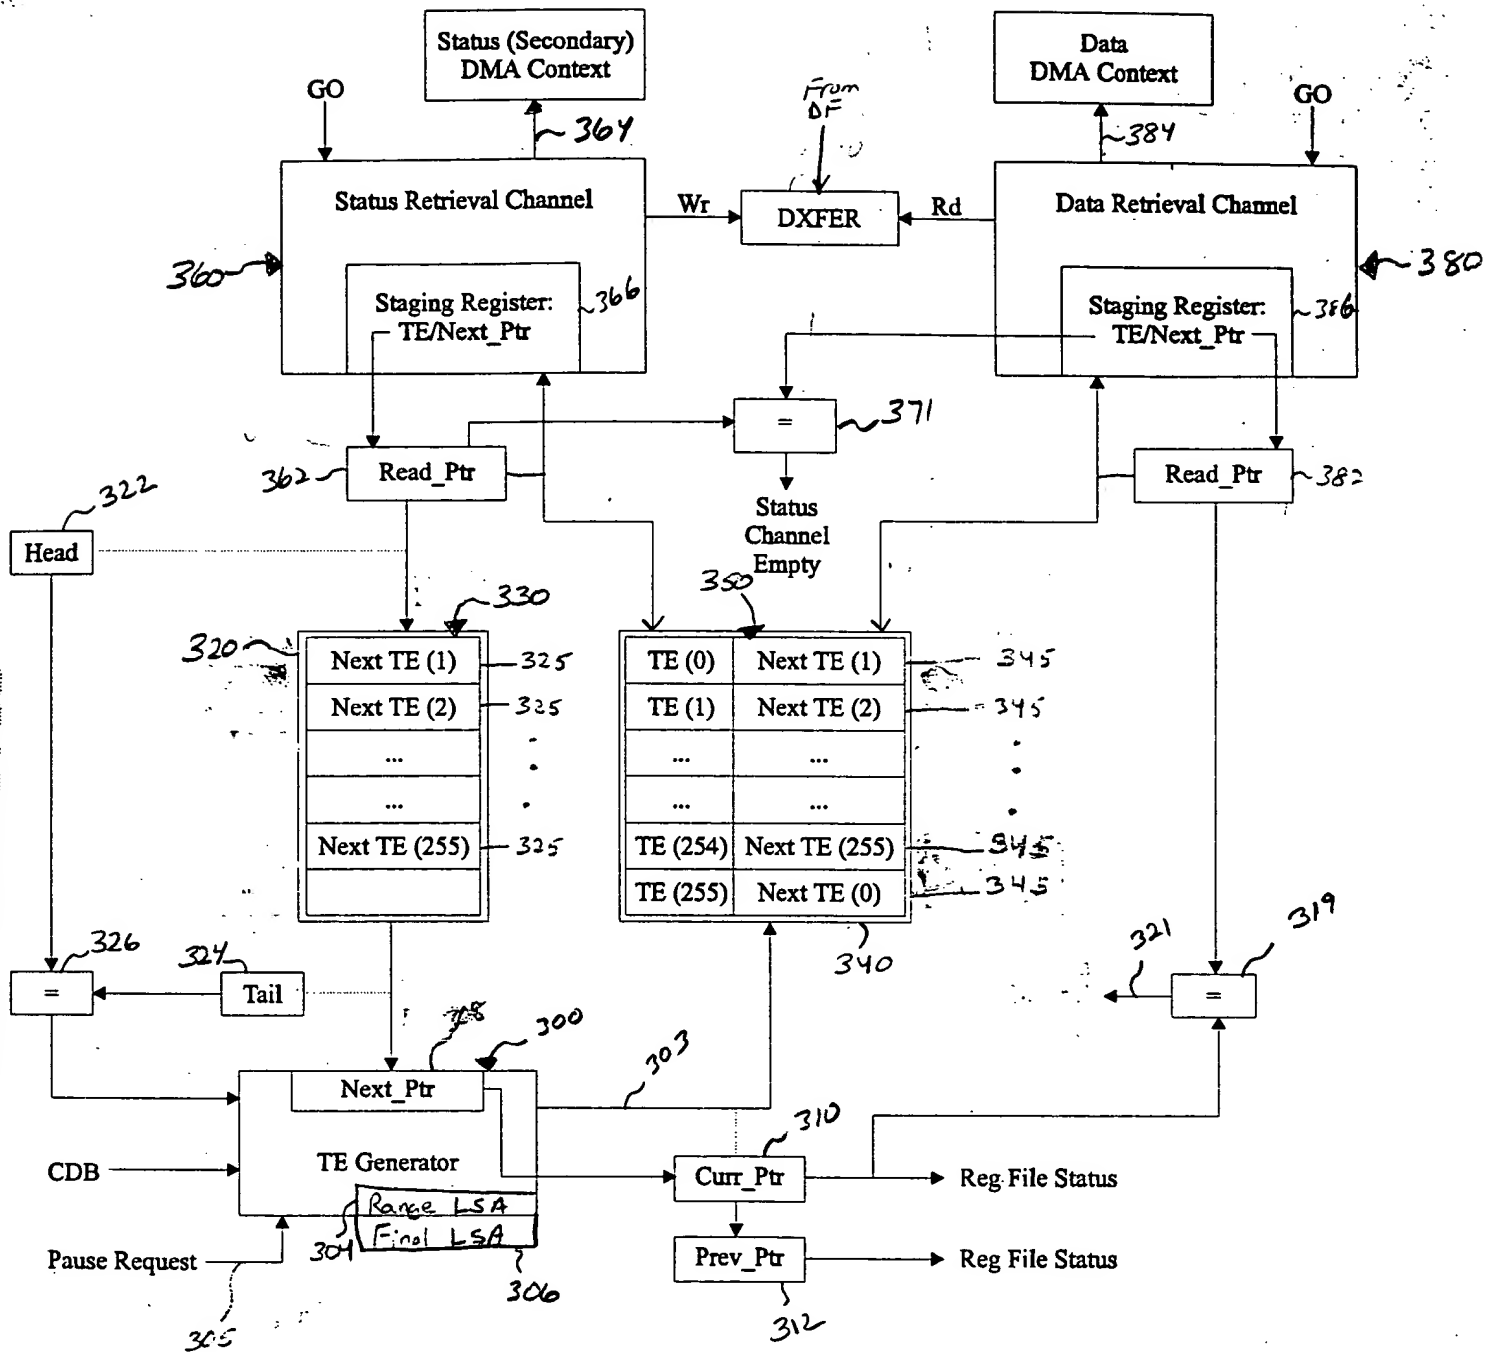 Status (Secondary)
DMA Context
Data
DMA Context
GO
From
DF
GO
364
384
Status Retrieval Channel
Wr
DXFER
Rd
Data Retrieval Channel
360
380
Staging Register:
TE/Next_Ptr
366
Staging Register:
TE/Next_Ptr
386
=
371
362
Read_Ptr
Read_Ptr
382
322
Head
Status
Channel
Empty
350
330
320
Next TE (1)
325
TE (0)
Next TE (1)
345
Next TE (2)
325
TE (1)
Next TE (2)
345
...
...
...
...
...
...
Next TE (255)
325
TE (254)
Next TE (255)
345
TE (255)
Next TE (0)
345
340
326
=
324
Tail
321
319
=
308
300
Next_Ptr
303
310
CDB
TE Generator
Curr_Ptr
Reg File Status
Range LSA
304
Final LSA
306
Pause Request
305
Prev_Ptr
Reg File Status
312